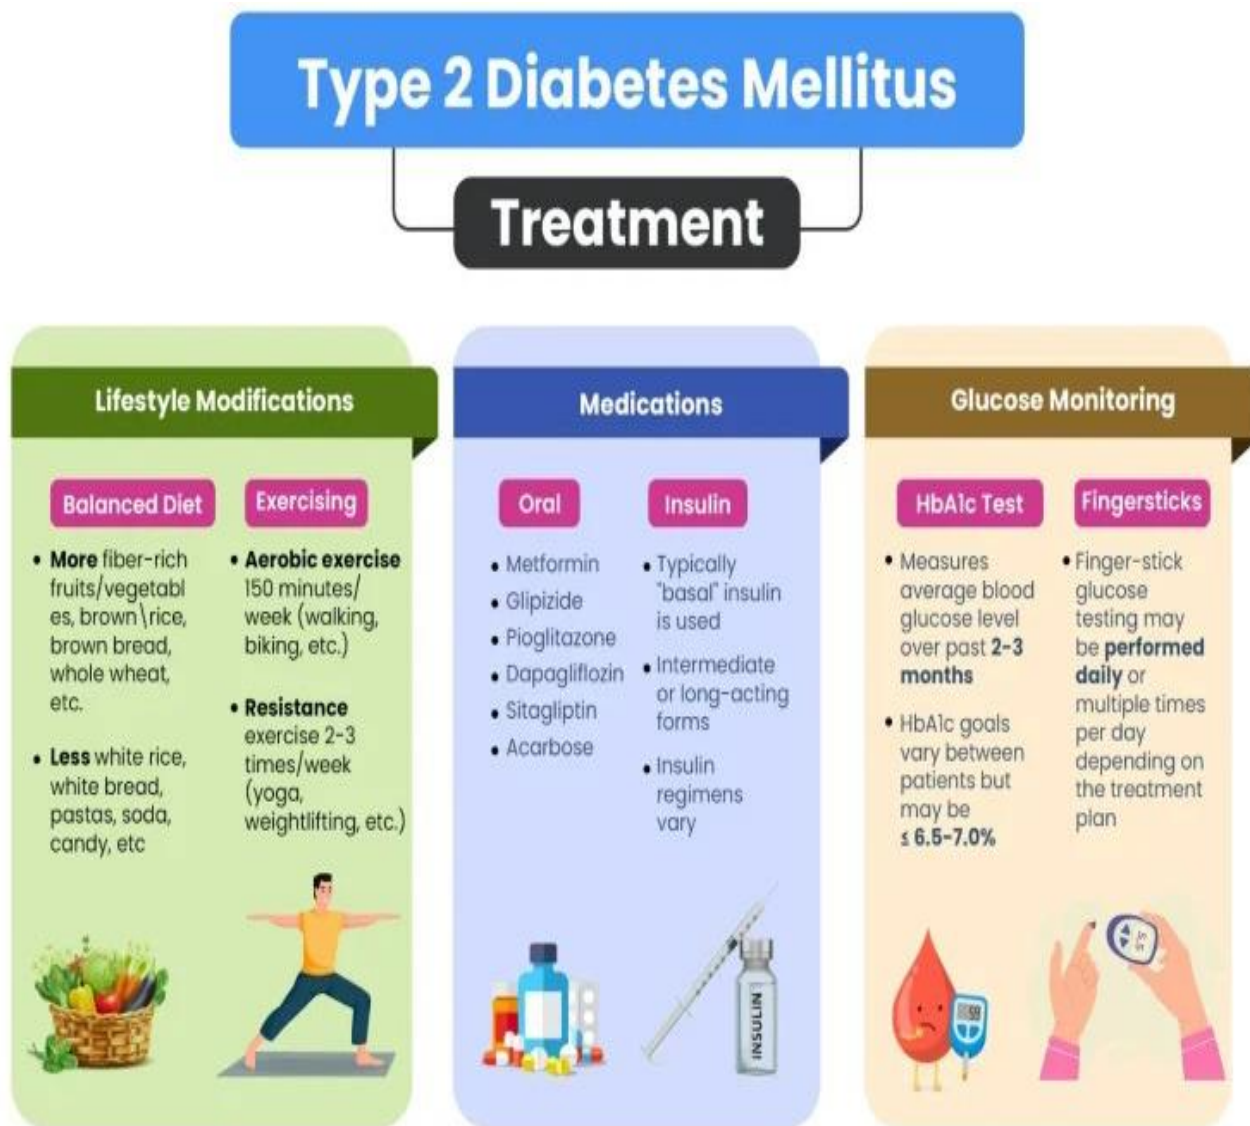 Type 2 Diabetes Mellitus
Treatment
Lifestyle Modifications
Balanced Diet
• More fiber-rich
fruits/vegetabl
es, brown\rice,
brown bread,
whole wheat,
etc.
• Less white rice,
white bread,
pastas, soda,
candy, etc
Exercising
• Aerobic exercise
150 minutes/
week (walking,
biking, etc.)
• Resistance
exercise 2-3
times/week
(yoga,
weightlifting, etc.)
Medications
Oral
• Metformin
• Glipizide
• Pioglitazone
• Dapagliflozin
• Sitagliptin
• Acarbose
Insulin
• Typically
"basal" insulin
is used
• Intermediate
or long-acting
forms
• Insulin
regimens
vary
INSULIN
Glucose Monitoring
HbA1c Test
• Measures
average blood
glucose level
over past 2-3
months
• HbA1c goals
vary between
patients but
may be
≤ 6.5-7.0%
59
Fingersticks
• Finger-stick
glucose
testing may
be performed
daily or
multiple times
per day
depending on
the treatment
plan
5.5